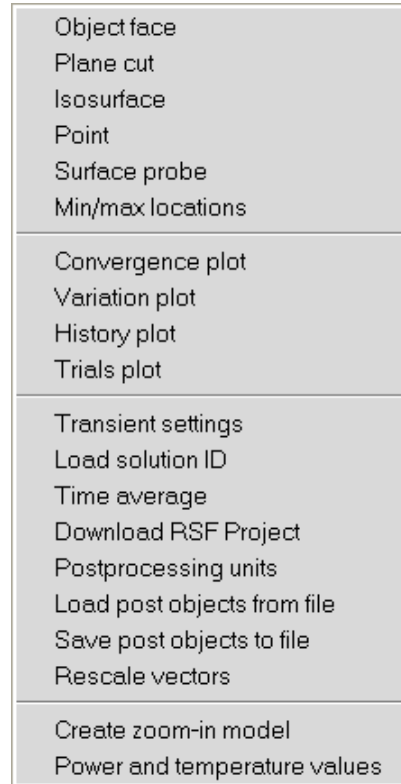 Object face
Plane cut
Isosurface
Point
Surface probe
Min/max locations
Convergence plot
Variation plot
History plot
Trials plot
Transient settings
Load solution ID
Time average
Download RSF Project
Postprocessing units
Load post objects from file
Save post objects to file
Rescale vectors
Create zoom-in model
Power and temperature values